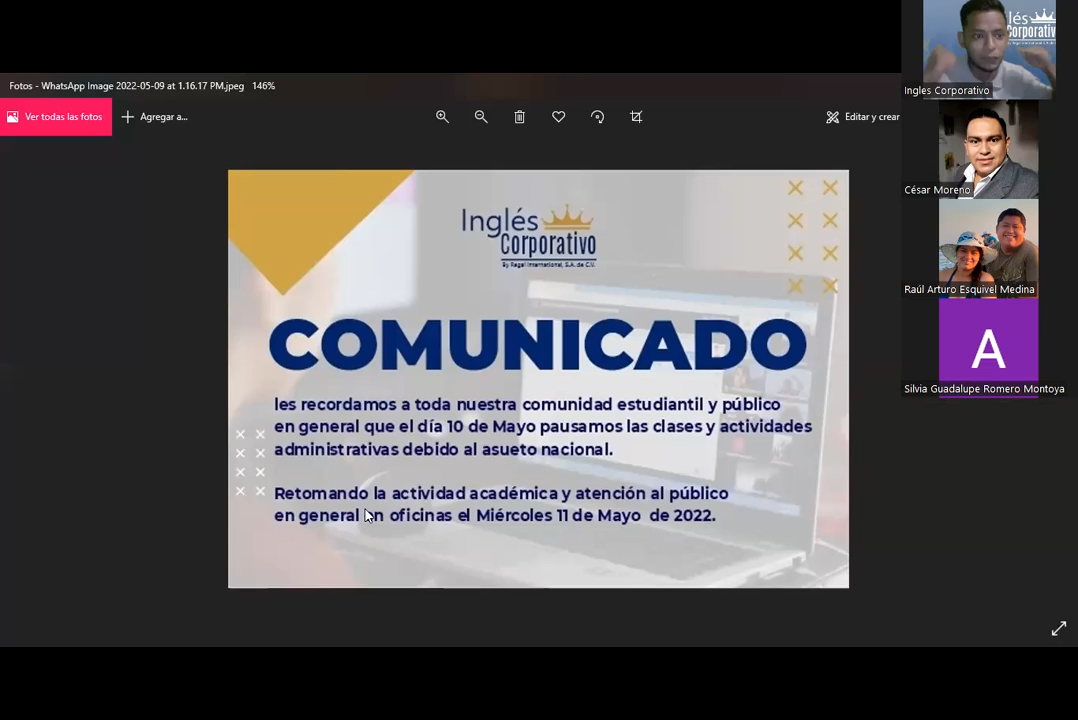 Fotos - WhatsApp Image 2022-05-09 at 1.16.17 PM.jpeg 146%
Ver todas las fotos
Agregar a...
Editar y crear
Inglés
Corporativo
By Regal International, S.A. de C.V.
COMUNICADO
les recordamos a toda nuestra comunidad estudiantil y público
en general que el día 10 de Mayo pausamos las clases y actividades
administrativas debido al asueto nacional.
Retomando la actividad académica y atención al público
en general en oficinas el Miércoles 11 de Mayo de 2022.
Ingles Corporativo
César Moreno
Raúl Arturo Esquivel Medina
A
Silvia Guadalupe Romero Montoya